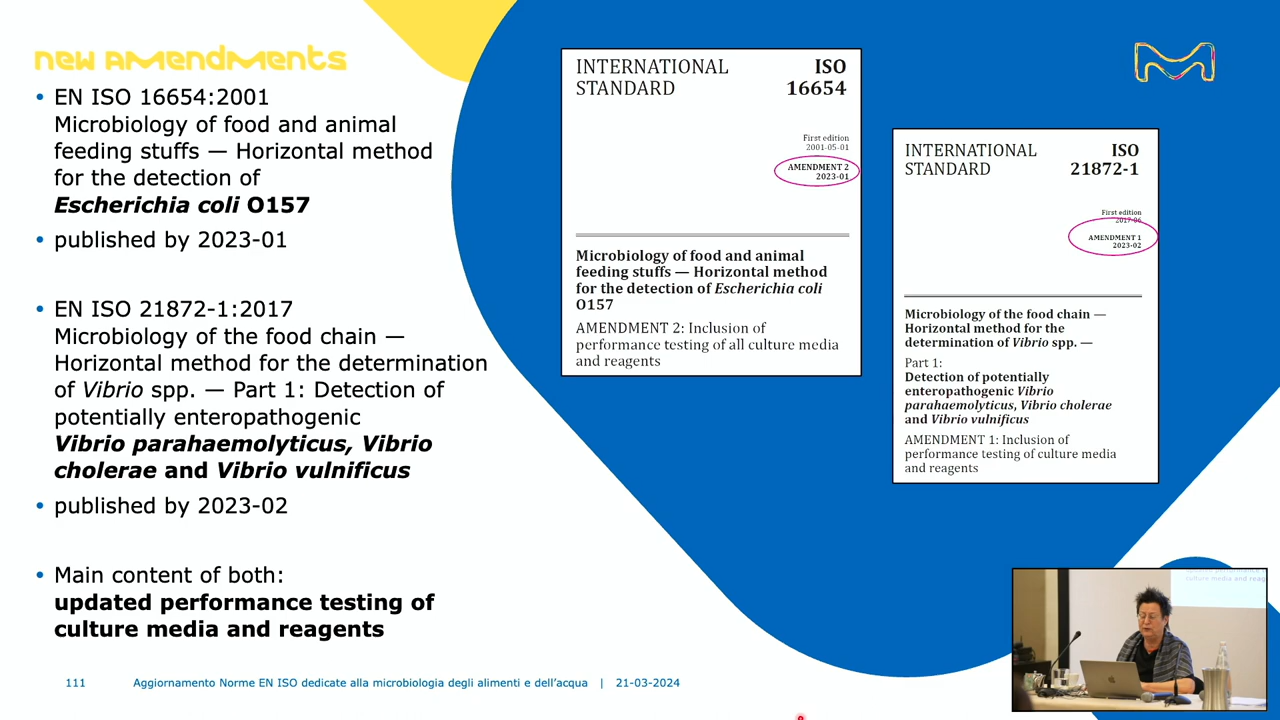 new amendments
• EN ISO 16654:2001
Microbiology of food and animal
feeding stuffs — Horizontal method
for the detection of
Escherichia coli O157
• published by 2023-01
• EN ISO 21872-1:2017
Microbiology of the food chain —
Horizontal method for the determination
of Vibrio spp. — Part 1: Detection of
potentially enteropathogenic
Vibrio parahaemolyticus, Vibrio
cholerae and Vibrio vulnificus
• published by 2023-02
• Main content of both:
updated performance testing of
culture media and reagents
INTERNATIONAL
STANDARD
ISO
16654
First edition
2001-05-01
AMENDMENT 2
2023-01
Microbiology of food and animal
feeding stuffs — Horizontal method
for the detection of Escherichia coli
O157
AMENDMENT 2: Inclusion of
performance testing of all culture media
and reagents
INTERNATIONAL
STANDARD
ISO
21872-1
First edition
2017-06
AMENDMENT 1
2023-02
Microbiology of the food chain —
Horizontal method for the
determination of Vibrio spp. —
Part 1:
Detection of potentially
enteropathogenic Vibrio
parahaemolyticus, Vibrio cholerae
and Vibrio vulnificus
AMENDMENT 1: Inclusion of
performance testing of culture media
and reagents
culture media and reag
111 Aggiornamento Norme EN ISO dedicate alla microbiologia degli alimenti e dell’acqua | 21-03-2024